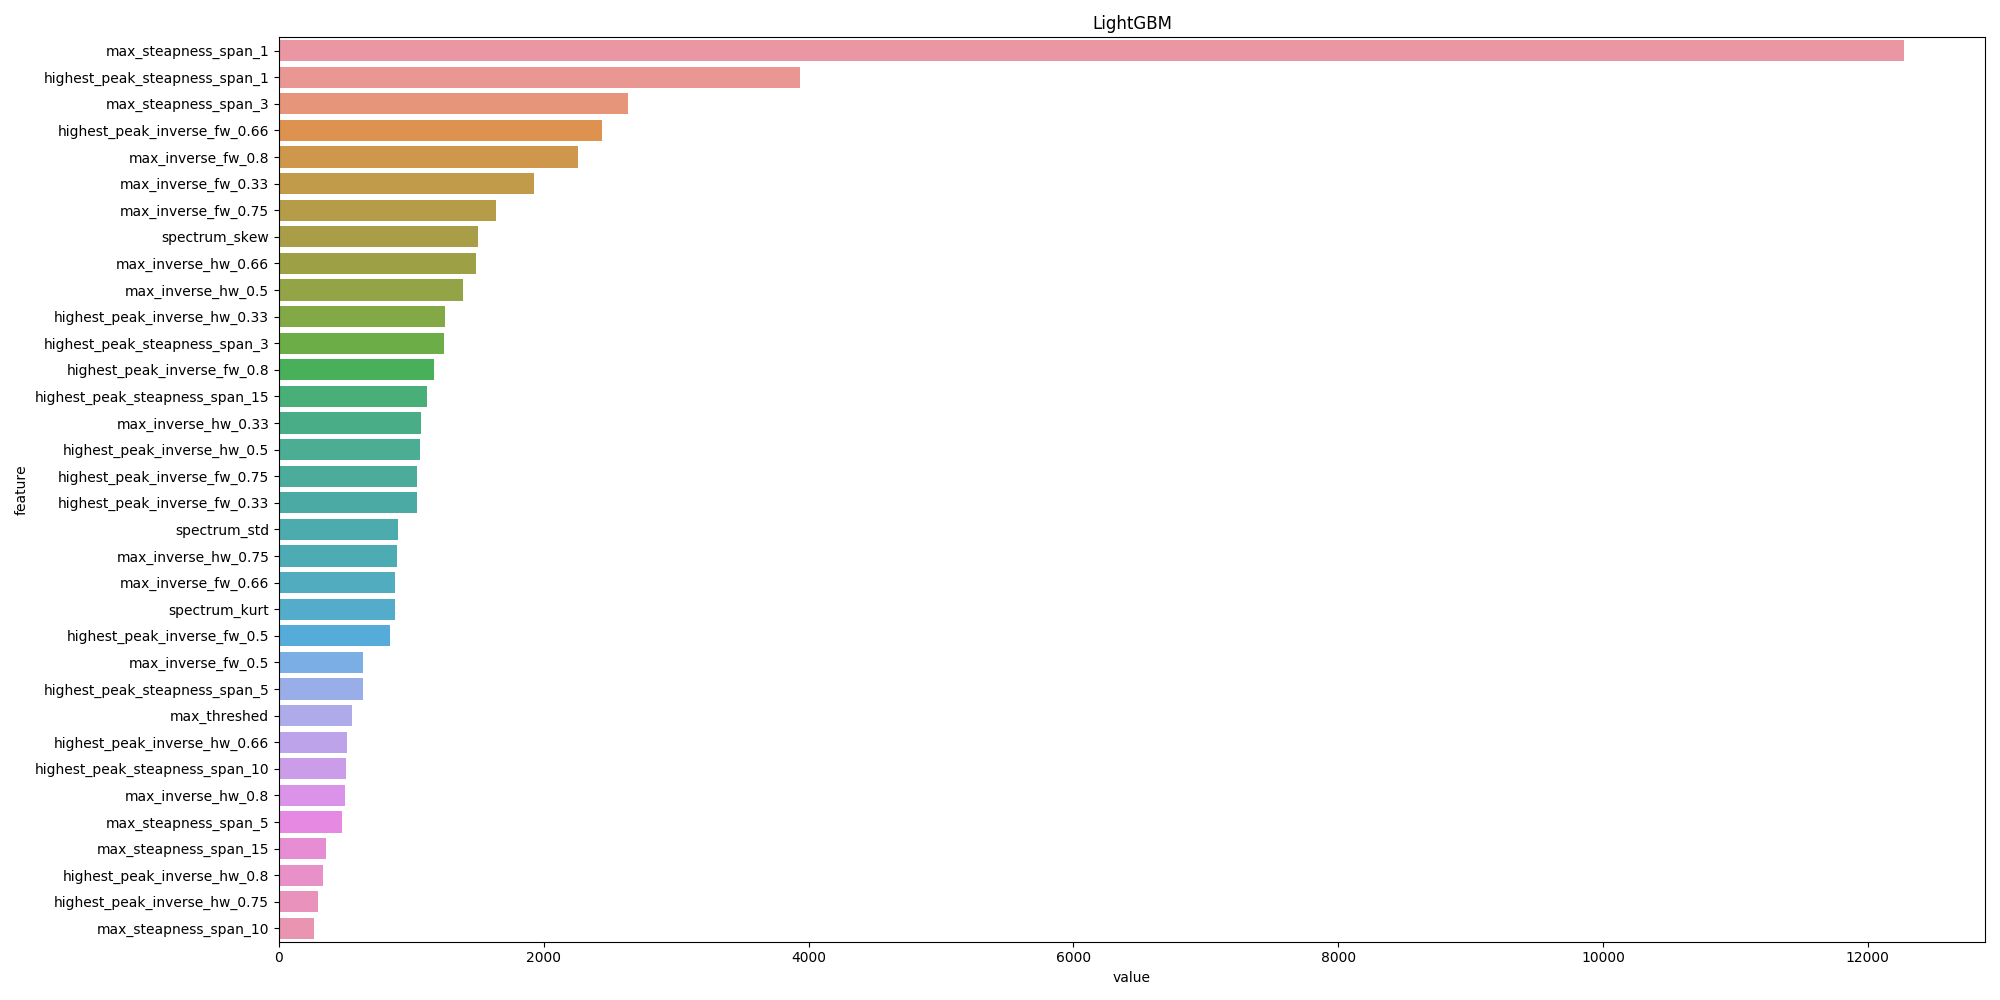 LightGBM
max_steapness_span_1
highest_peak_steapness_span_1
max_steapness_span_3
highest_peak_inverse_fw_0.66
max_inverse_fw_0.8
max_inverse_fw_0.33
max_inverse_fw_0.75
spectrum_skew
max_inverse_hw_0.66
max_inverse_hw_0.5
highest_peak_inverse_hw_0.33
highest_peak_steapness_span_3
highest_peak_inverse_fw_0.8
highest_peak_steapness_span_15
max_inverse_hw_0.33
highest_peak_inverse_hw_0.5
highest_peak_inverse_fw_0.75
highest_peak_inverse_fw_0.33
spectrum_std
max_inverse_hw_0.75
max_inverse_fw_0.66
spectrum_kurt
highest_peak_inverse_fw_0.5
max_inverse_fw_0.5
highest_peak_steapness_span_5
max_threshed
highest_peak_inverse_hw_0.66
highest_peak_steapness_span_10
max_inverse_hw_0.8
max_steapness_span_5
max_steapness_span_15
highest_peak_inverse_hw_0.8
highest_peak_inverse_hw_0.75
max_steapness_span_10
feature
0 2000 4000 6000 8000 10000 12000
value